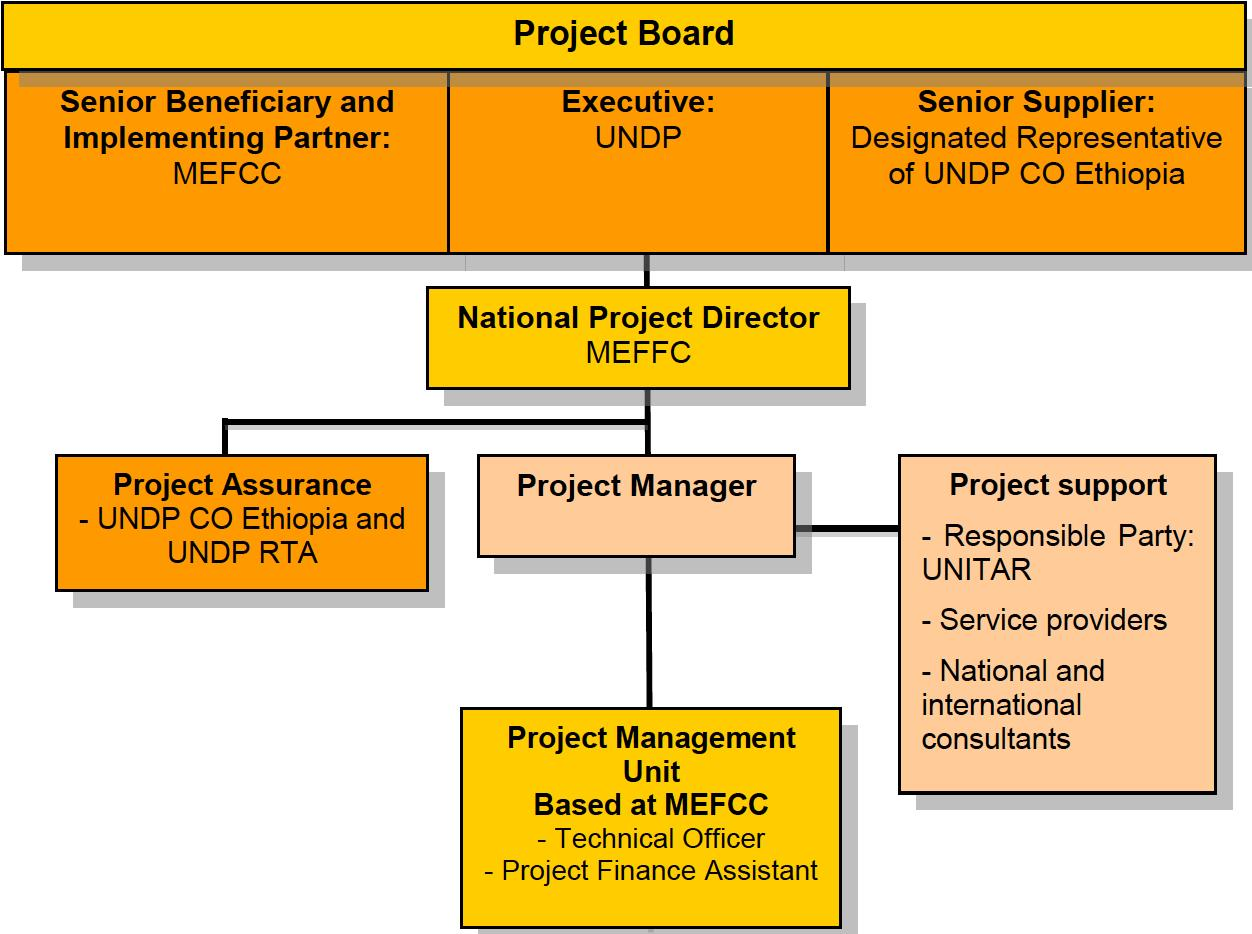 Project Board
Senior Beneficiary and
Implementing Partner:
MEFCC
Executive:
UNDP
Senior Supplier:
Designated Representative
of UNDP CO Ethiopia
National Project Director
MEFFC
Project Assurance
- UNDP CO Ethiopia and
UNDP RTA
Project Manager
Project support
- Responsible Party:
UNITAR
- Service providers
- National and
international
consultants
Project Management
Unit
Based at MEFCC
- Technical Officer
- Project Finance Assistant